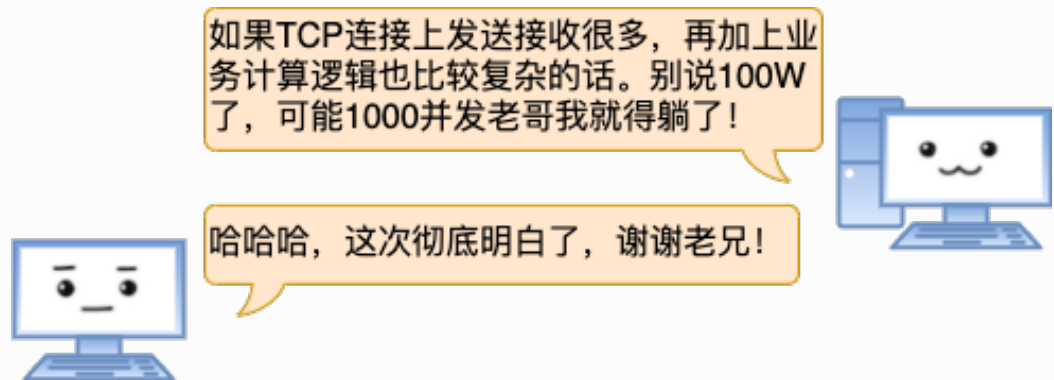 如果TCP连接上发送接收很多，再加上业
务计算逻辑也比较复杂的话。别说100W
了，可能1000并发老哥我就得躺了！
哈哈哈，这次彻底明白了，谢谢老兄！